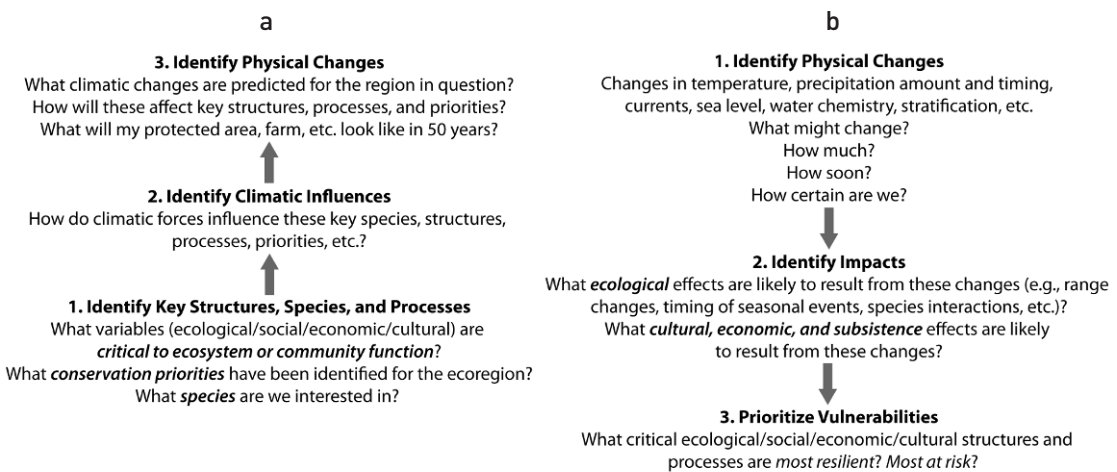 a
3. Identify Physical Changes
What climatic changes are predicted for the region in question?
How will these affect key structures, processes, and priorities?
What will my protected area, farm, etc. look like in 50 years?
2. Identify Climatic Influences
How do climatic forces influence these key species, structures,
processes, priorities, etc.?
1. Identify Key Structures, Species, and Processes
What variables (ecological/social/economic/cultural) are
critical to ecosystem or community function?
What conservation priorities have been identified for the ecoregion?
What species are we interested in?
b
1. Identify Physical Changes
Changes in temperature, precipitation amount and timing,
currents, sea level, water chemistry, stratification, etc.
What might change?
How much?
How soon?
How certain are we?
2. Identify Impacts
What ecological effects are likely to result from these changes (e.g., range
changes, timing of seasonal events, species interactions, etc.)?
What cultural, economic, and subsistence effects are likely
to result from these changes?
3. Prioritize Vulnerabilities
What critical ecological/social/economic/cultural structures and
processes are most resilient? Most at risk?